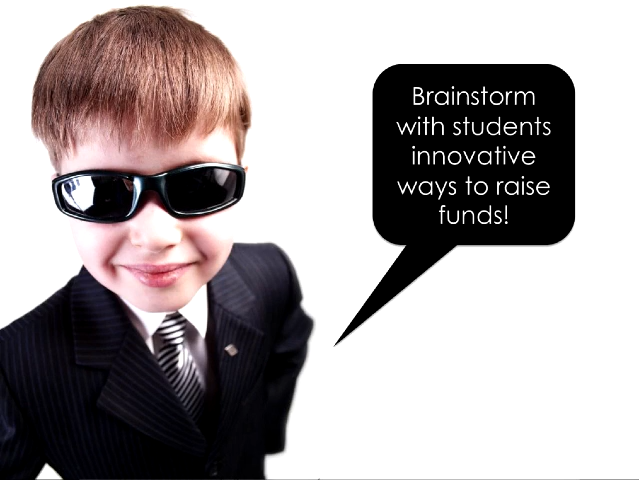 Brainstorm
with students
innovative
ways to raise
funds!